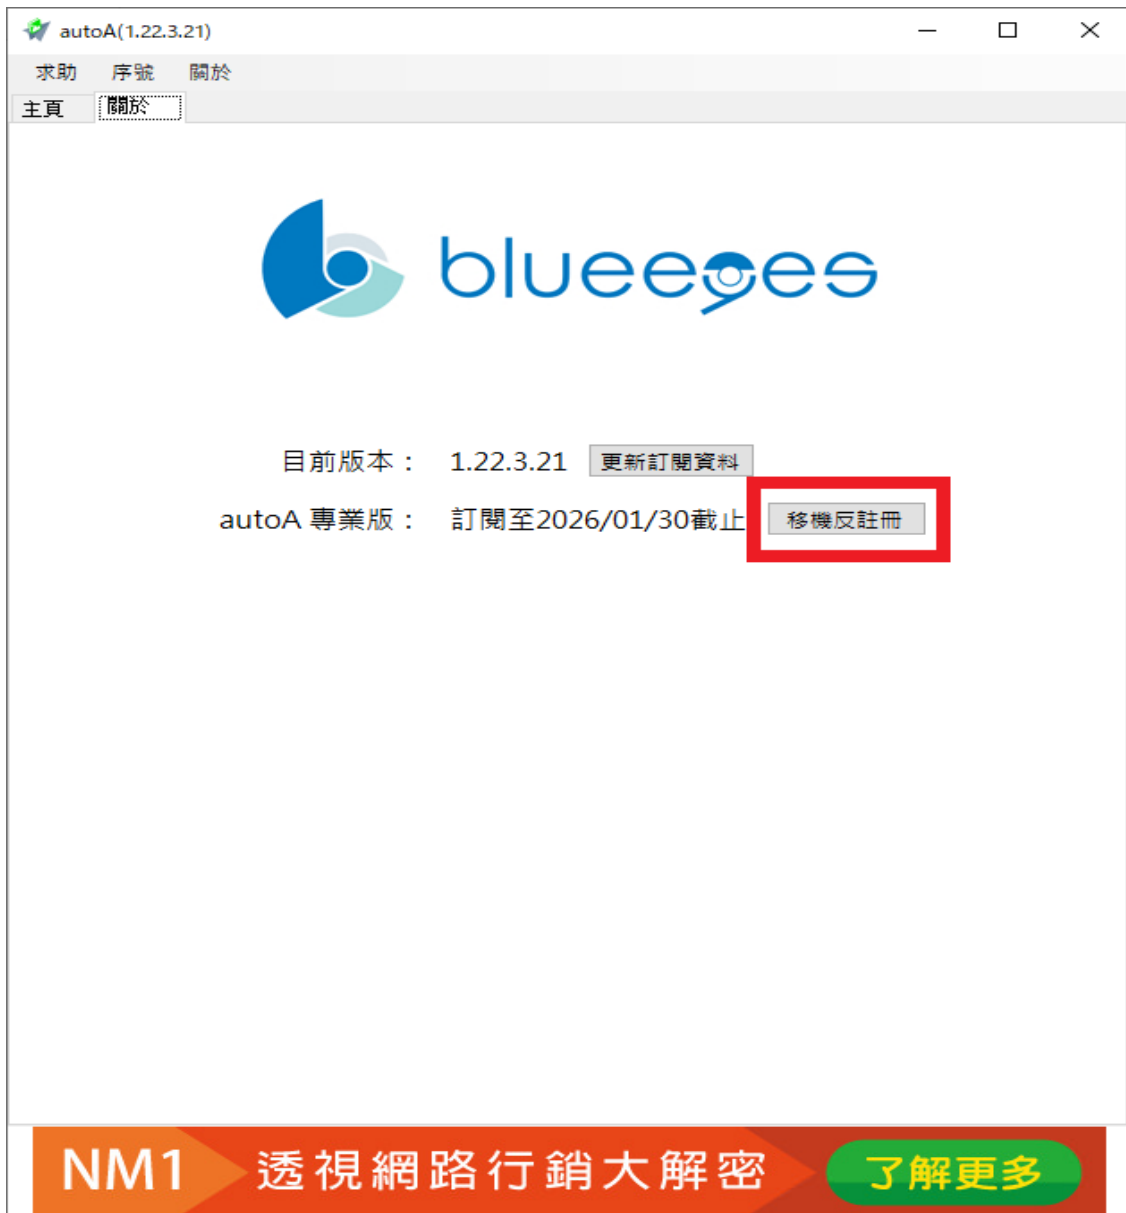 autoA(1.22.3.21)
求助 序號 關於
主頁 關於
blueeyes
目前版本： 1.22.3.21 更新訂閱資料
autoA 專業版： 訂閱至2026/01/30截止 移機反註冊
NM1 透視網路行銷大解密 了解更多